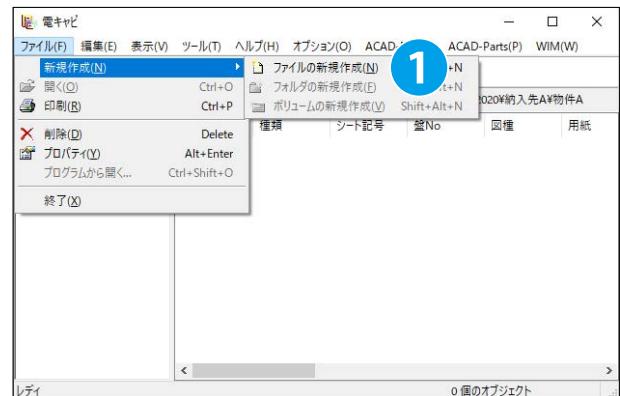 電キャビ
ファイル(F) 編集(E) 表示(V) ツール(T) ヘルプ(H) オプション(O) ACAD ACAD-Parts(P) WIM(W)
新規作成(N)
ファイルの新規作成(N) +N
開く(O) Ctrl+O
フォルダの新規作成(F) +N
印刷(R) Ctrl+P
ボリュームの新規作成(V) Shift+Alt+N
1
2020¥納入先A¥物件A
削除(D) Delete
種類 シート記号 盤No 図種 用紙
プロパティ(Y) Alt+Enter
プログラムから開く... Ctrl+Shift+O
終了(X)
レディ 0 個のオブジェクト